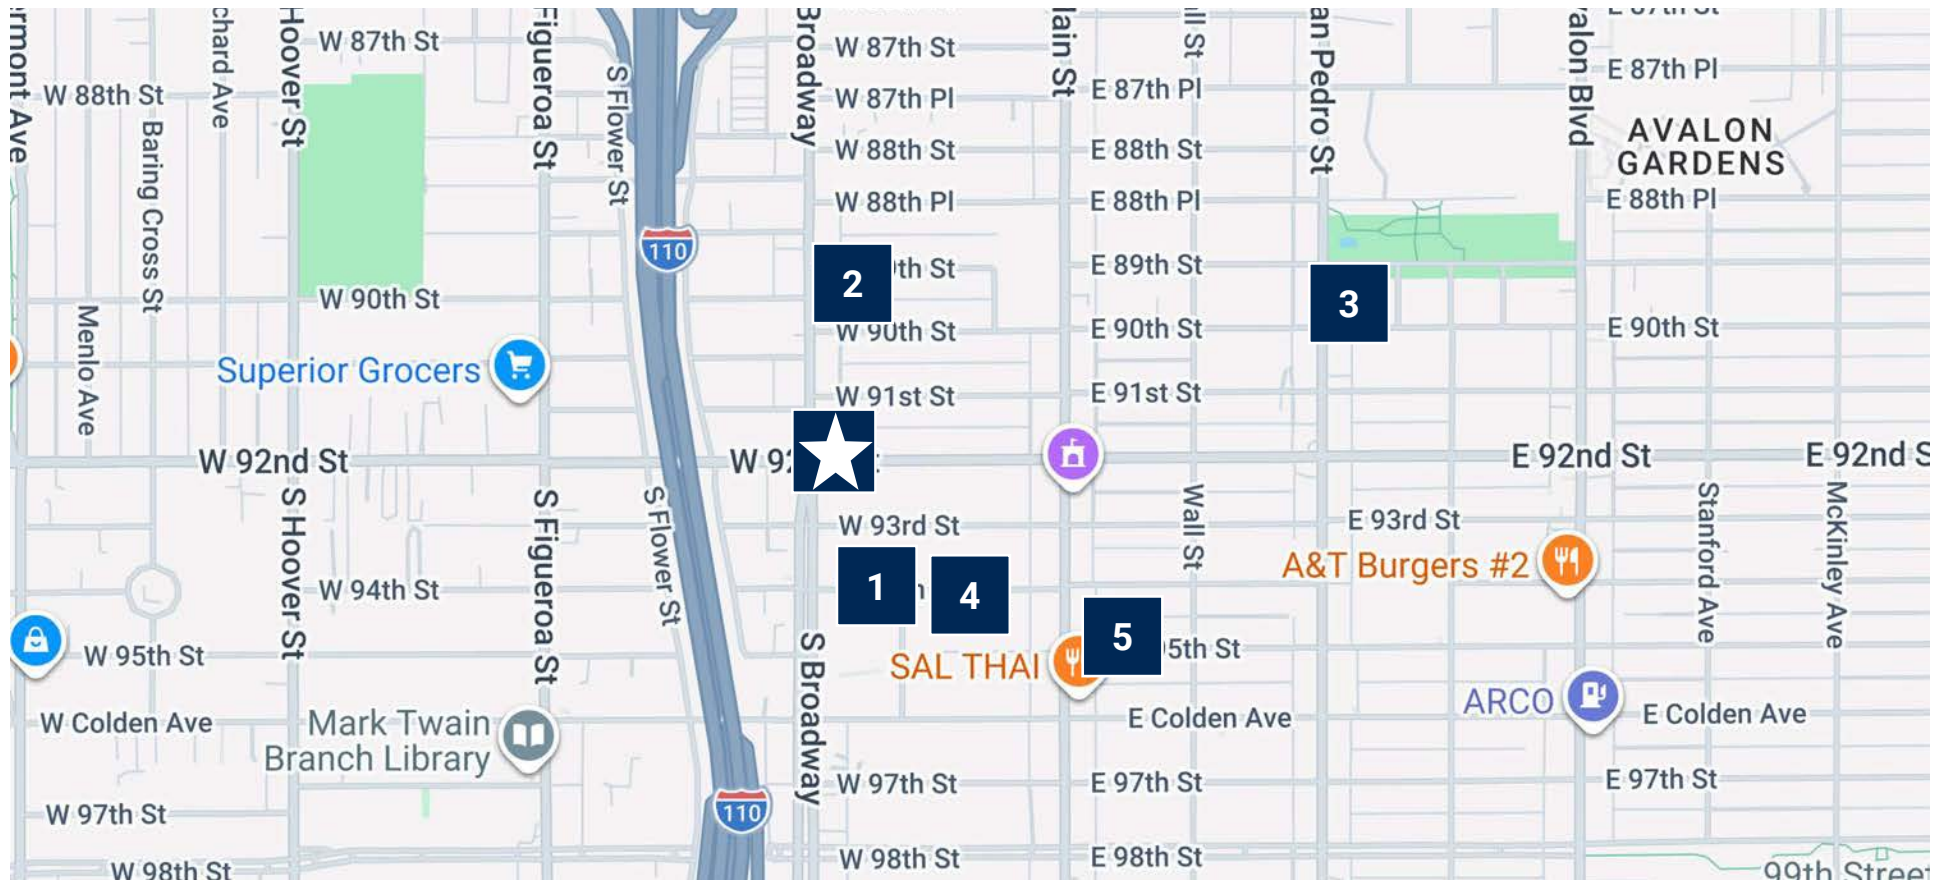 W 87th St
W 87th St
E 87th Pl
W 88th St
W 87th Pl
E 87th Pl
Hoover St
Figueroa St
S Flower St
Broadway
Baring Cross St
W 88th St
E 88th St
AVALON
GARDENS
W 88th Pl
E 88th Pl
E 88th Pl
110
2
E 89th St
3
W 90th St
W 90th St
E 90th St
E 90th St
Menlo Ave
Superior Grocers
W 91st St
E 91st St
W 92nd St
E 92nd St
E 92nd S
S Hoover St
S Figueroa St
S Flower St
Wall St
Stanford Ave
McKinley Ave
W 93rd St
E 93rd St
A&T Burgers #2
W 94th St
1
4
5
W 95th St
SAL THAI
5th St
S Broadway
W Colden Ave
Mark Twain
Branch Library
E Colden Ave
ARCO
E Colden Ave
110
W 97th St
W 97th St
E 97th St
E 97th St
W 98th St
W 98th St
E 98th St
99th Street